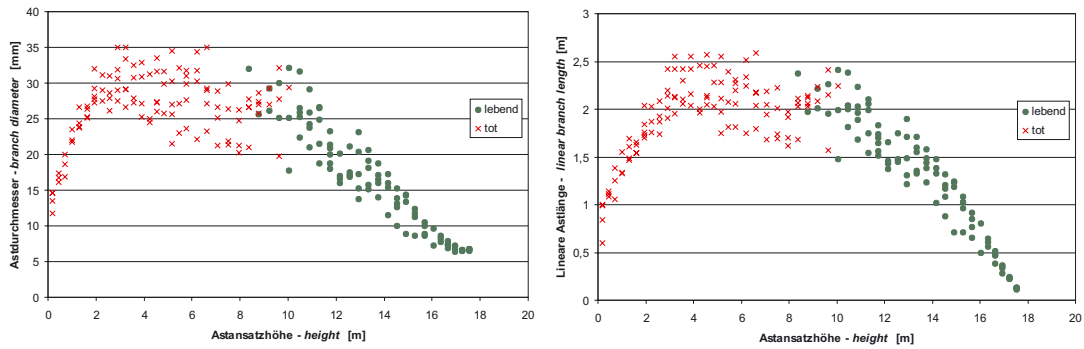 Astdurchmesser - branch diameter [mm]
40
35
30
25
20
15
10
5
0
0 2 4 6 8 10 12 14 16 18 20
Astansatzhöhe - height [m]
lebend
tot
Lineare Astlänge - linear branch length [m]
3
2,5
2
1,5
1
0,5
0
0 2 4 6 8 10 12 14 16 18 20
Astansatzhöhe - height [m]
lebend
tot